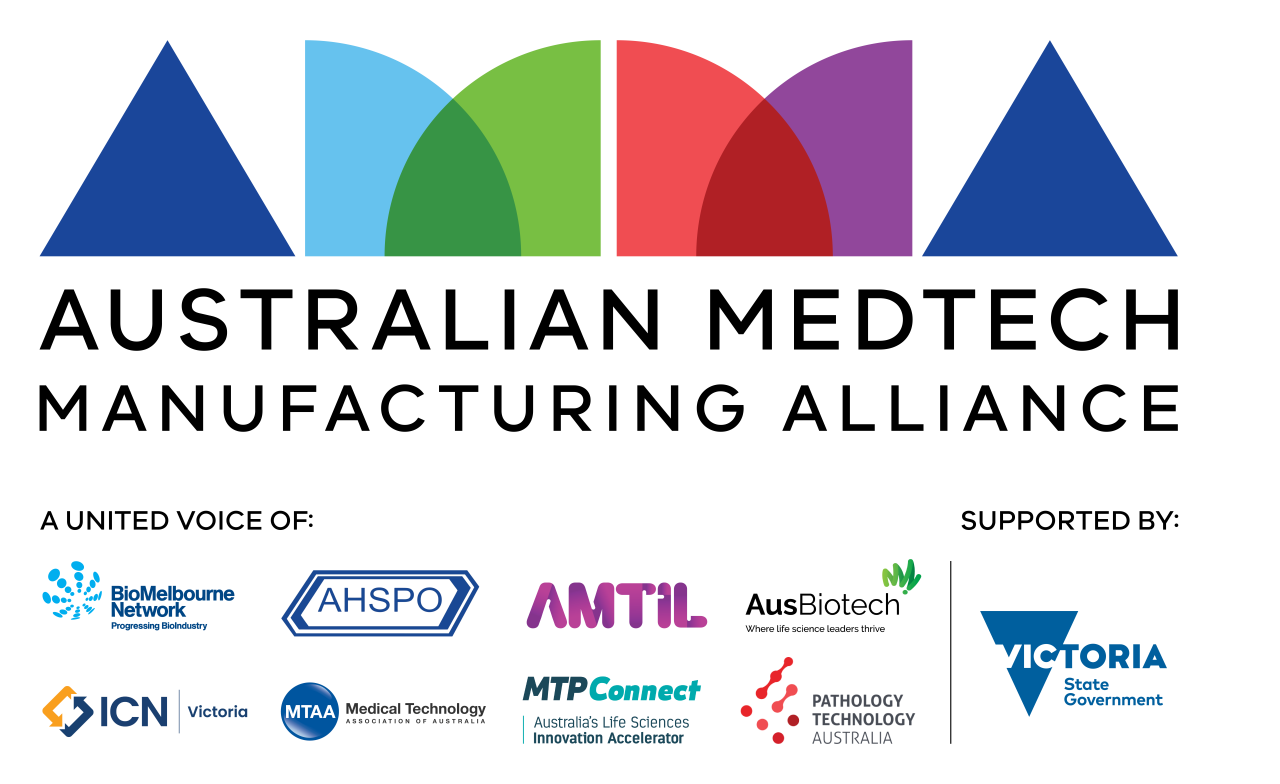 AUSTRALIAN MEDTECH
MANUFACTURING ALLIANCE
A UNITED VOICE OF:
SUPPORTED BY:
BioMelbourne
Network
Progressing BioIndustry
AHSPO
AMTIL
AusBiotech
Where life science leaders thrive
ICN
Victoria
MTAA
Medical Technology
ASSOCIATION OF AUSTRALIA
MTPConnect
Australia's Life Sciences
Innovation Accelerator
PATHOLOGY
TECHNOLOGY
AUSTRALIA
VICTORIA
State
Government